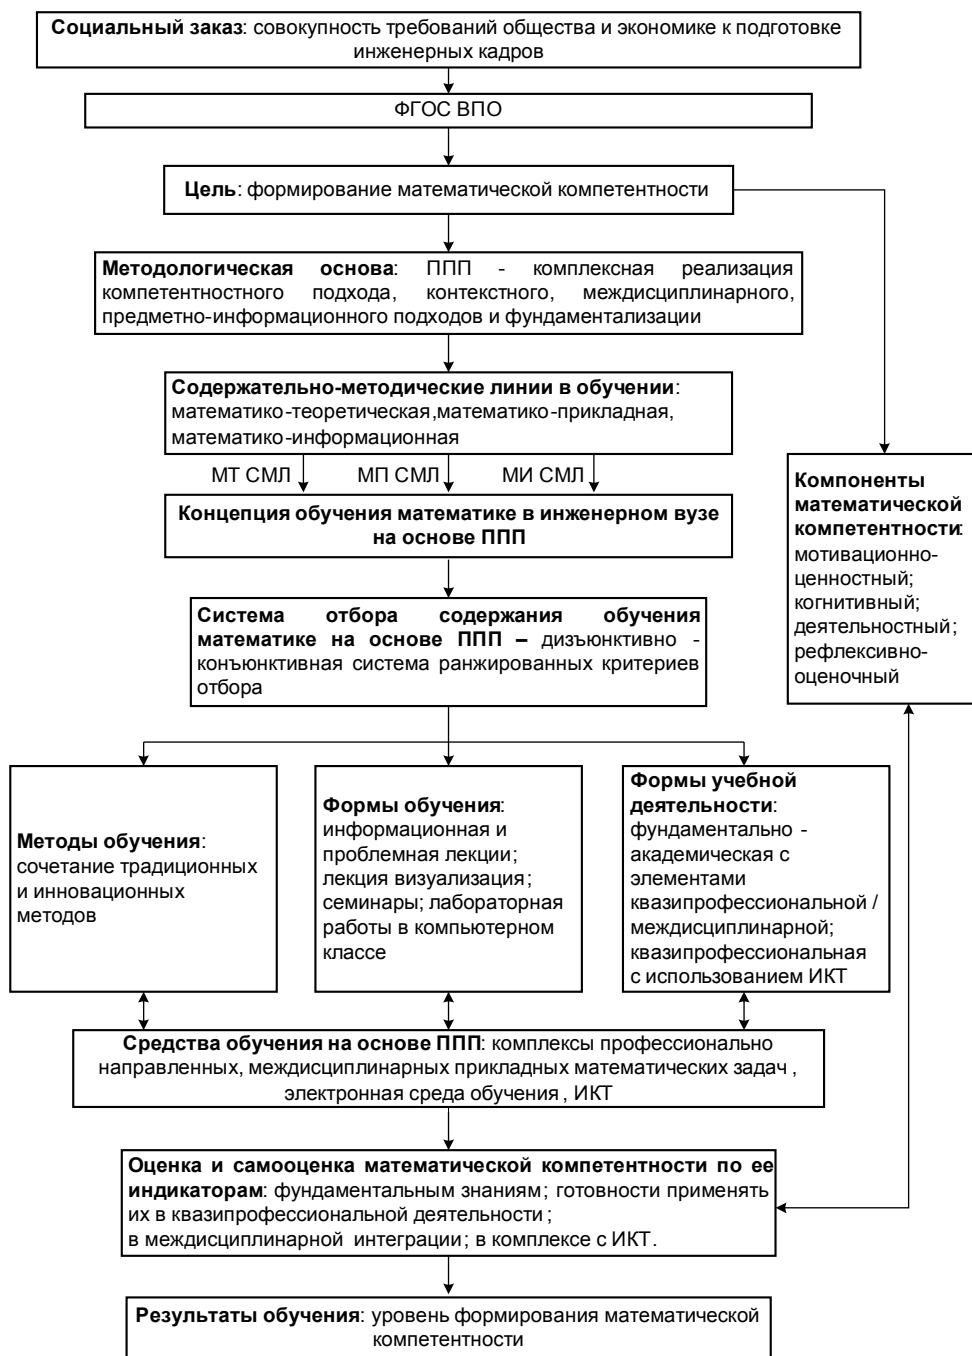 Социальный заказ: совокупность требований общества и экономике к подготовке
инженерных кадров
ФГОС ВПО
Цель: формирование математической компетентности
Методологическая основа: ППП - комплексная реализация
компетентностного подхода, контекстного, междисциплинарного,
предметно-информационного подходов и фундаментализации
Содержательно-методические линии в обучении:
математико-теоретическая,математико-прикладная,
математико-информационная
МТ СМЛ МП СМЛ МИ СМЛ
Концепция обучения математике в инженерном вузе
на основе ППП
Компоненты
математической
компетентности:
мотивационно-
ценностный;
когнитивный;
деятельностный;
рефлексивно-
оценочный
Система отбора содержания обучения
математике на основе ППП – дизъюнктивно -
конъюнктивная система ранжированных критериев
отбора
Методы обучения:
сочетание традиционных
и инновационных
методов
Формы обучения:
информационная и
проблемная лекции;
лекция визуализация;
семинары; лабораторная
работы в компьютерном
классе
Формы учебной
деятельности:
фундаментально -
академическая с
элементами
квазипрофессиональной /
междисциплинарной;
квазипрофессиональная
с использованием ИКТ
Средства обучения на основе ППП: комплексы профессионально
направленных, междисциплинарных прикладных математических задач ,
электронная среда обучения , ИКТ
Оценка и самооценка математической компетентности по ее
индикаторам: фундаментальным знаниям; готовности применять
их в квазипрофессиональной деятельности ;
в междисциплинарной интеграции; в комплексе с ИКТ.
Результаты обучения: уровень формирования математической
компетентности